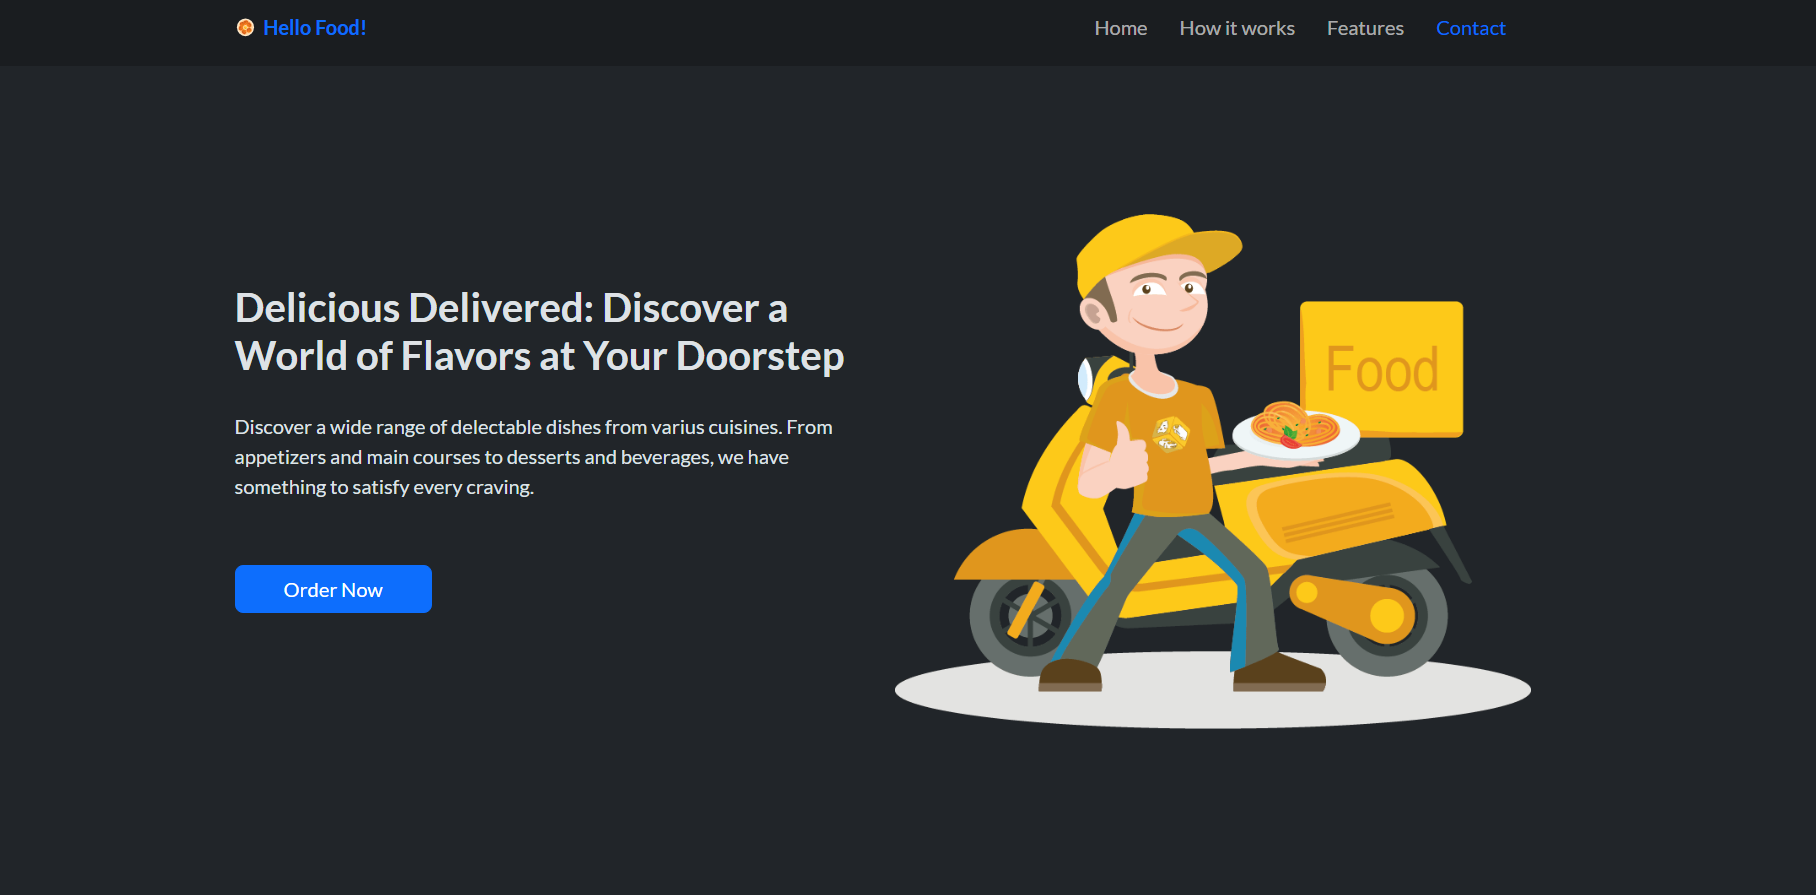 Hello Food!
Home
How it works
Features
Contact
Delicious Delivered: Discover a
World of Flavors at Your Doorstep
Discover a wide range of delectable dishes from varius cuisines. From
appetizers and main courses to desserts and beverages, we have
something to satisfy every craving.
Order Now
Food